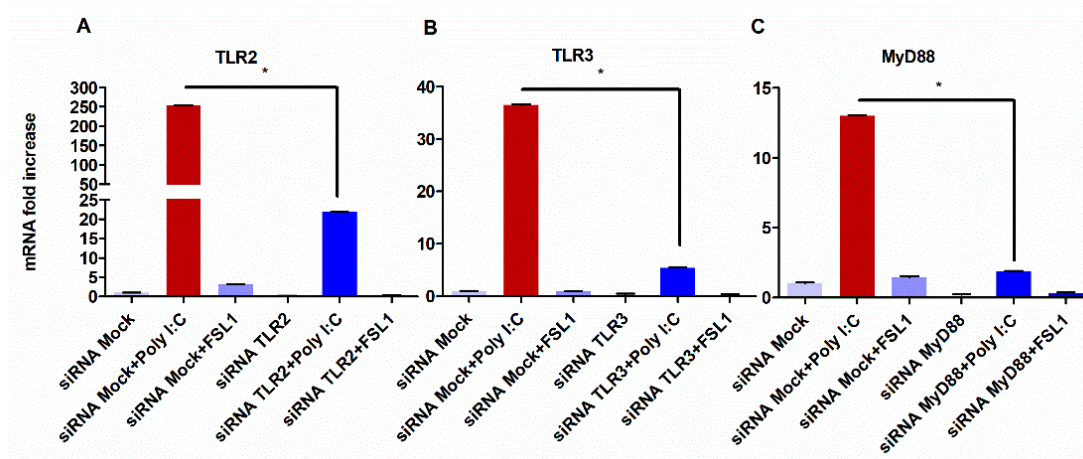 A
B
C
TLR2
TLR3
MyD88
*
*
*
mRNA fold increase
300
250
200
150
100
50
25
20
15
10
5
0
40
30
20
10
0
15
10
5
0
siRNA Mock
siRNA Mock+Poly I:C
siRNA Mock+FSL1
siRNA TLR2
siRNA TLR2+Poly I:C
siRNA TLR2+FSL1
siRNA Mock
siRNA Mock+Poly I:C
siRNA Mock+FSL1
siRNA TLR3
siRNA TLR3+Poly I:C
siRNA TLR3+FSL1
siRNA Mock
siRNA Mock+Poly I:C
siRNA Mock+FSL1
siRNA MyD88
siRNA MyD88+Poly I:C
siRNA MyD88+FSL1